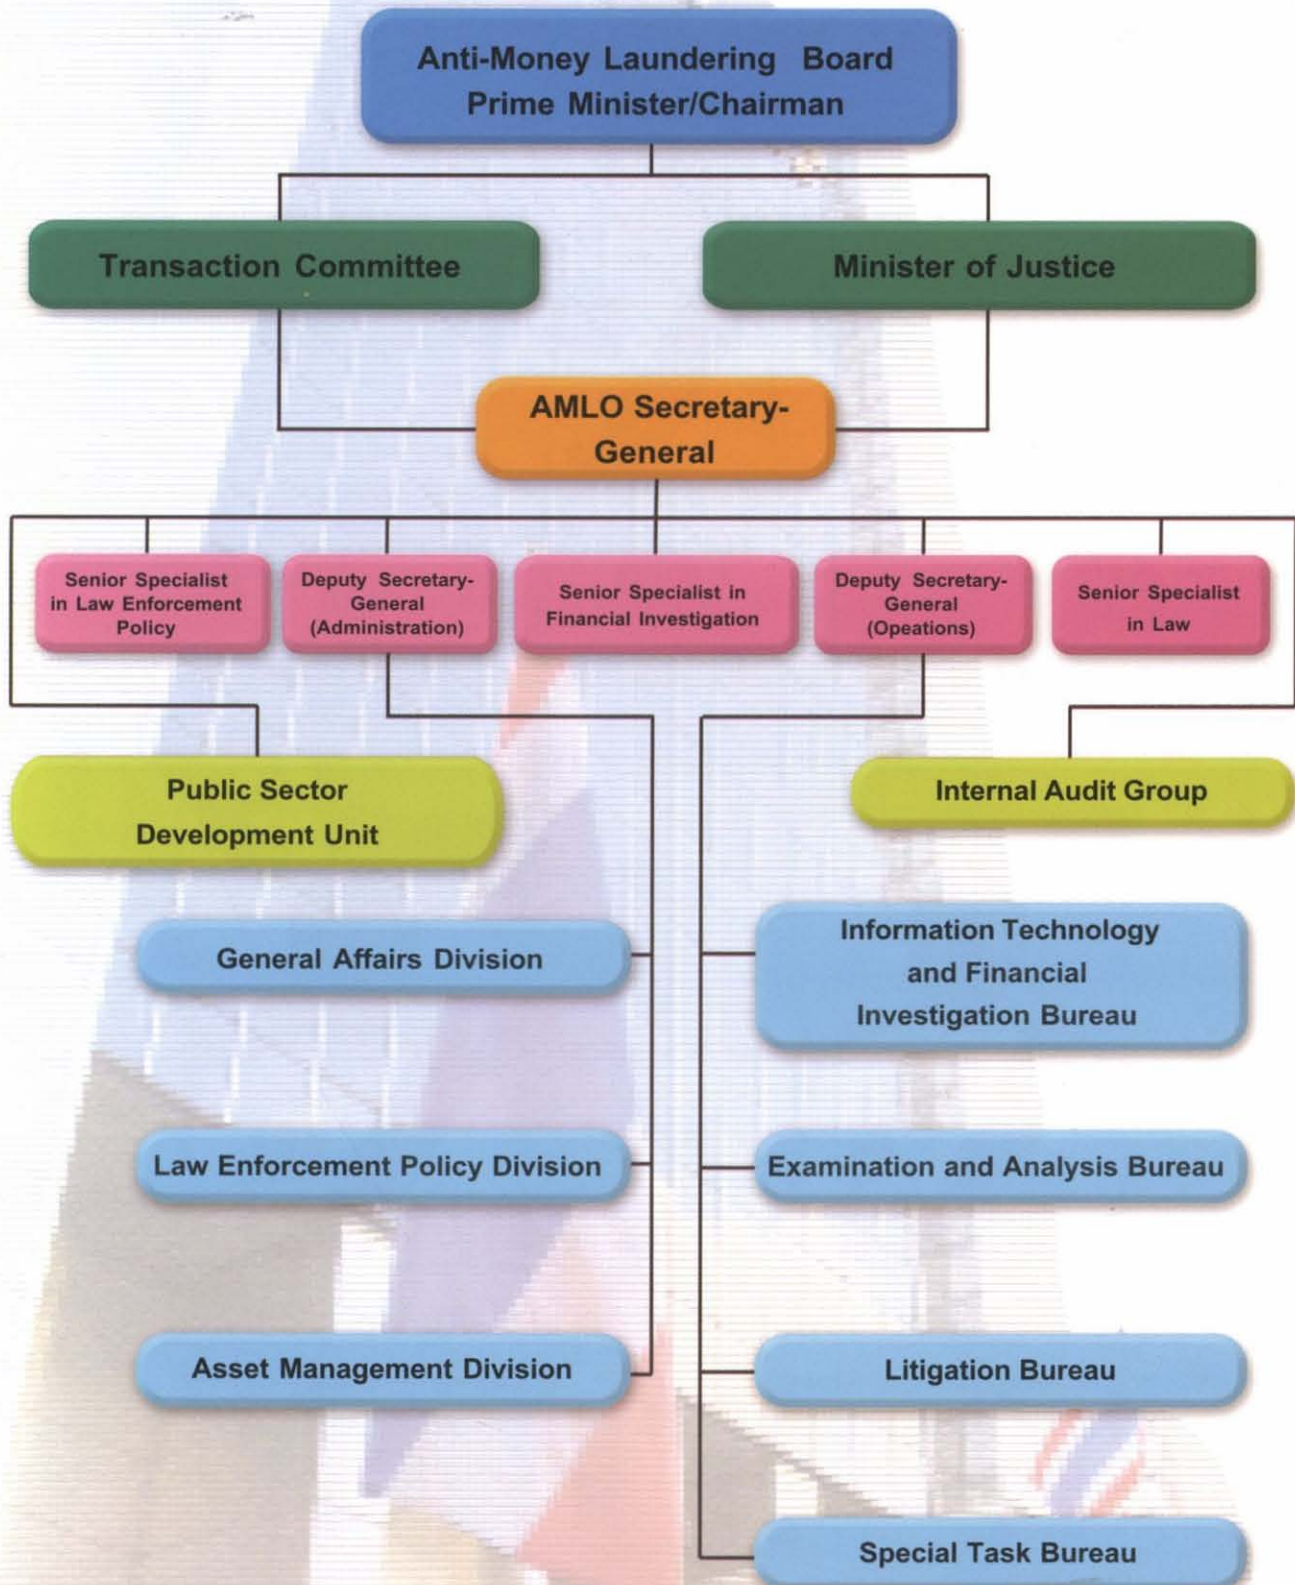 Anti-Money Laundering Board
Prime Minister/Chairman
Transaction Committee
Minister of Justice
AMLO Secretary-
General
Senior Specialist
in Law Enforcement
Policy
Deputy Secretary-
General
(Administration)
Senior Specialist in
Financial Investigation
Deputy Secretary-
General
(Opeations)
Senior Specialist
in Law
Public Sector
Development Unit
Internal Audit Group
General Affairs Division
Information Technology
and Financial
Investigation Bureau
Law Enforcement Policy Division
Examination and Analysis Bureau
Asset Management Division
Litigation Bureau
Special Task Bureau